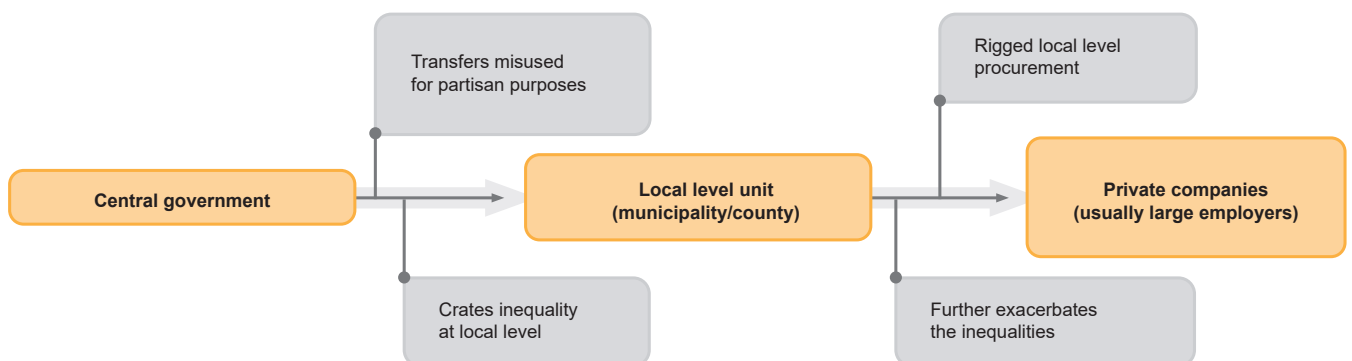 Transfers misused
for partisan purposes
Rigged local level
procurement
Central government
Local level unit
(municipality/county)
Private companies
(usually large employers)
Crates inequality
at local level
Further exacerbates
the inequalities